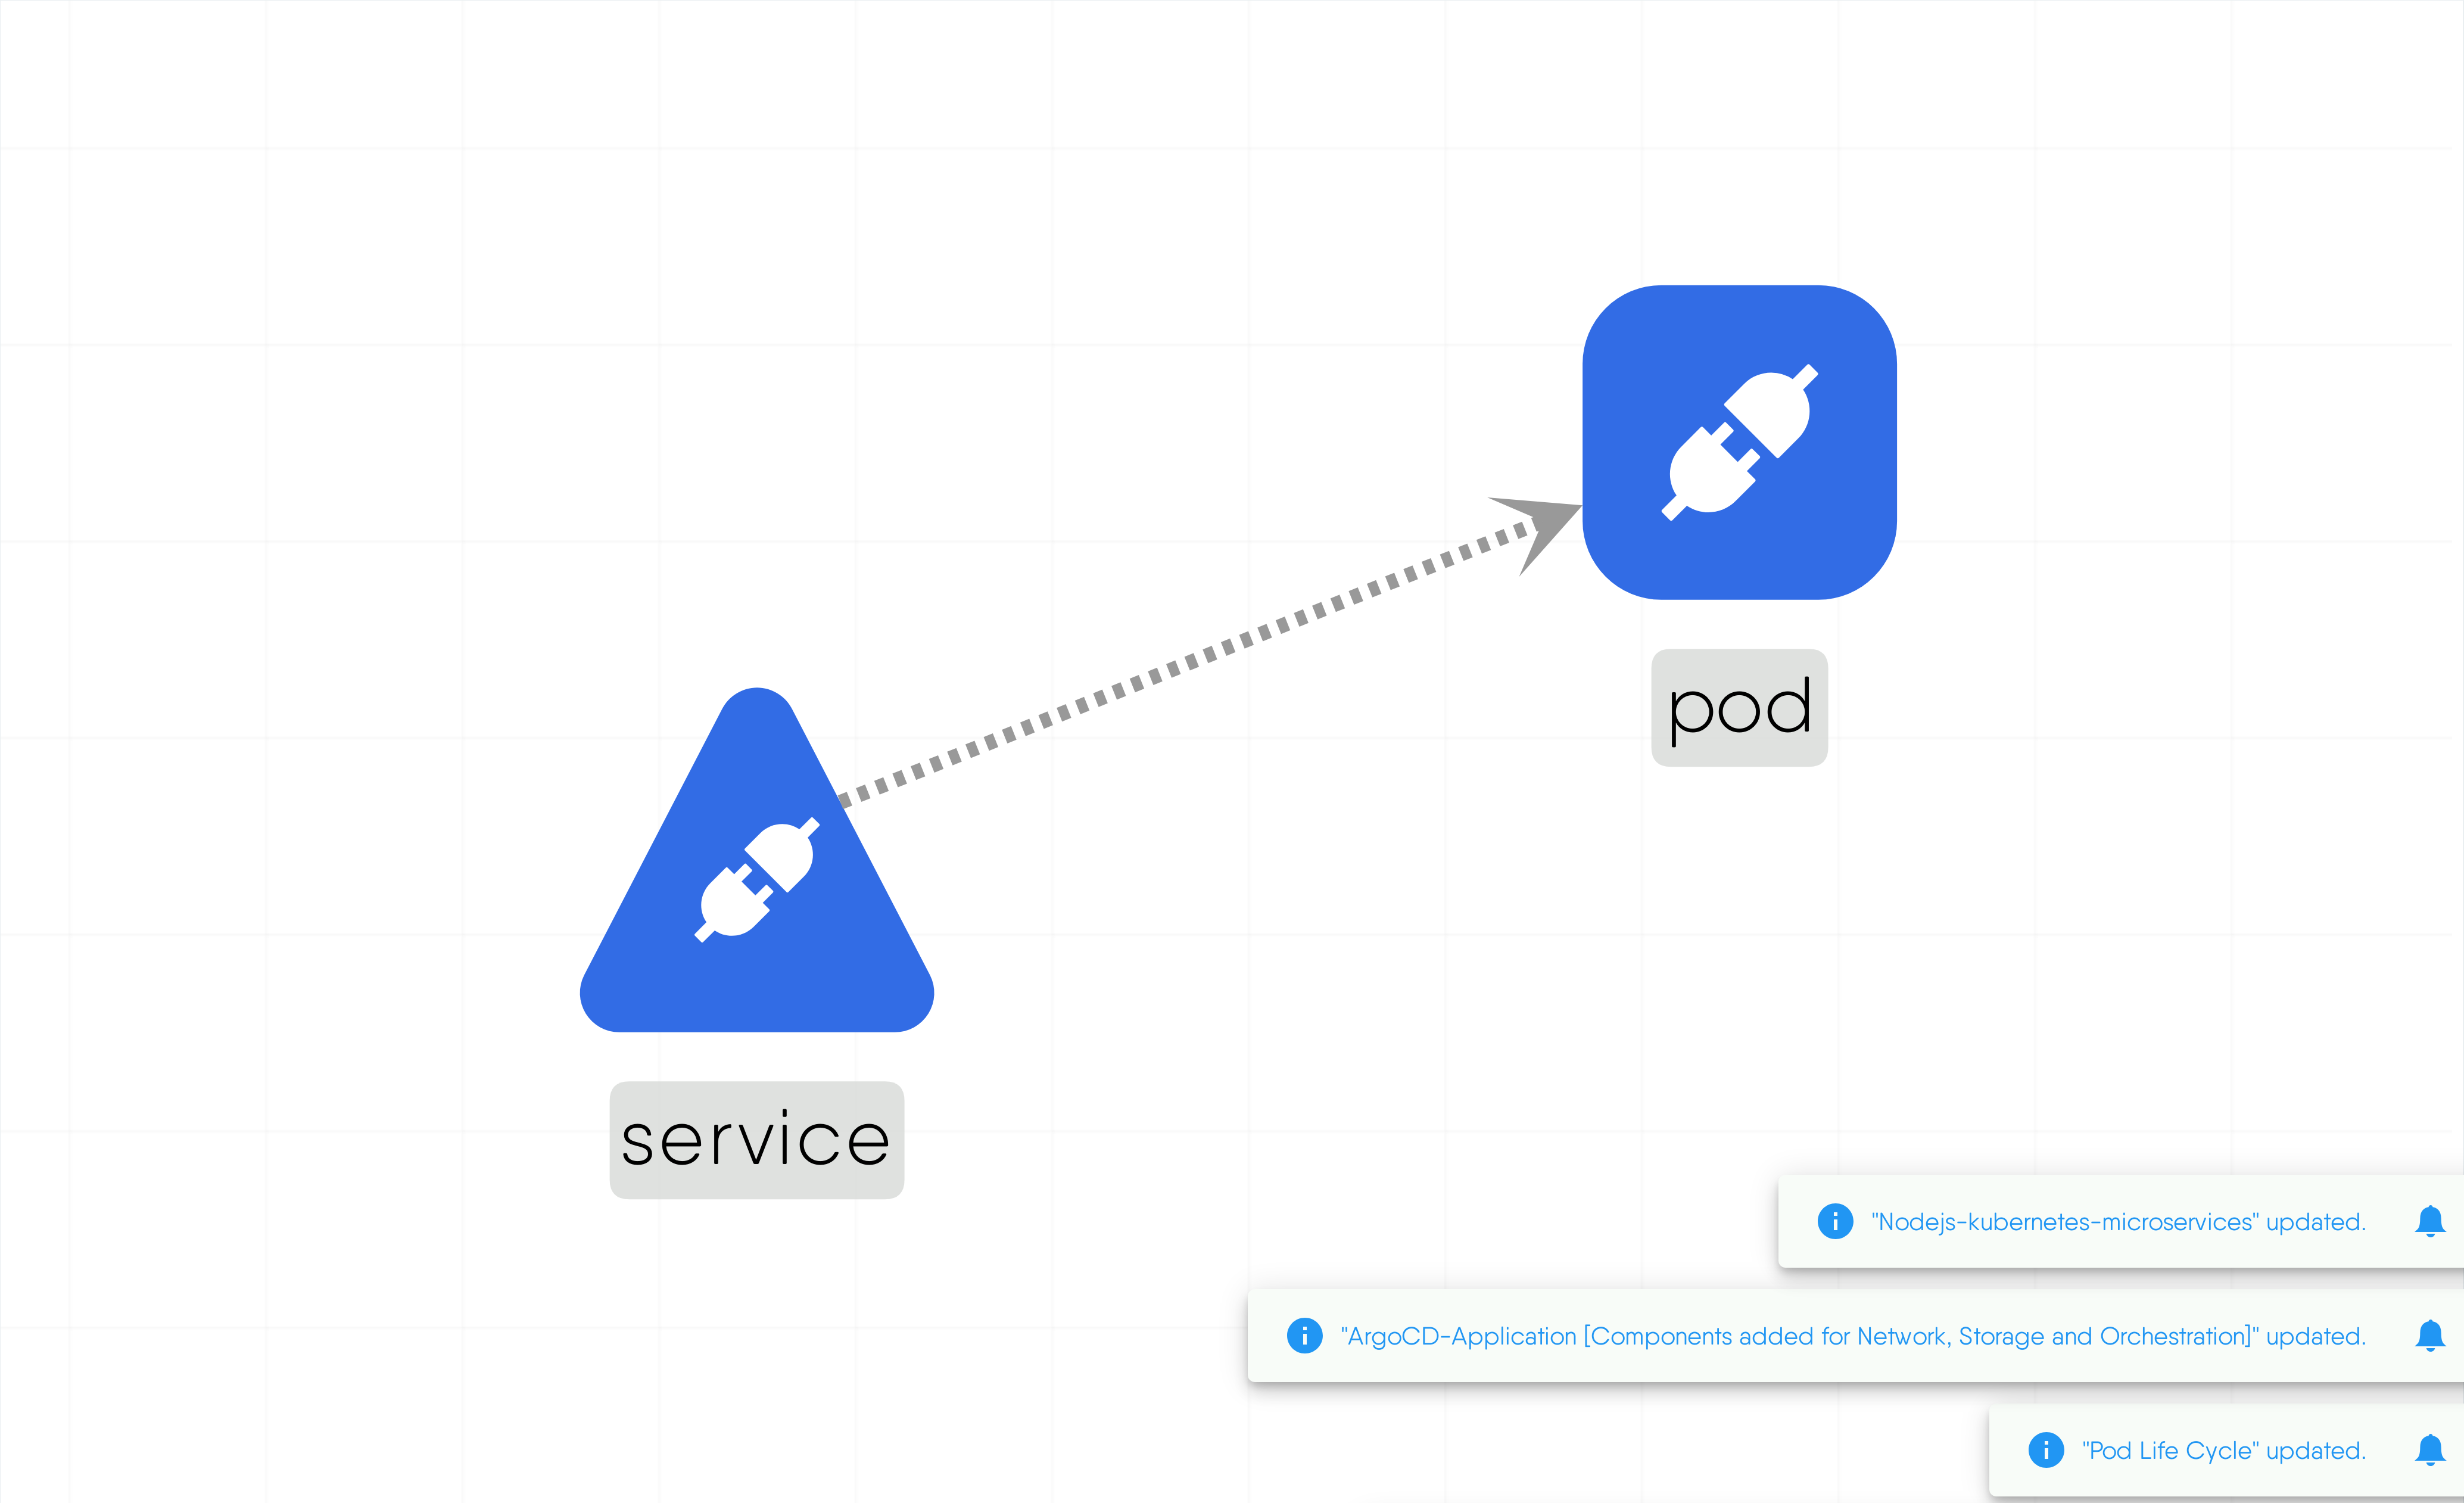 pod
service
"Nodejs-kubernetes-microservices" updated.
"ArgoCD-Application [Components added for Network, Storage and Orchestration]" updated.
"Pod Life Cycle" updated.